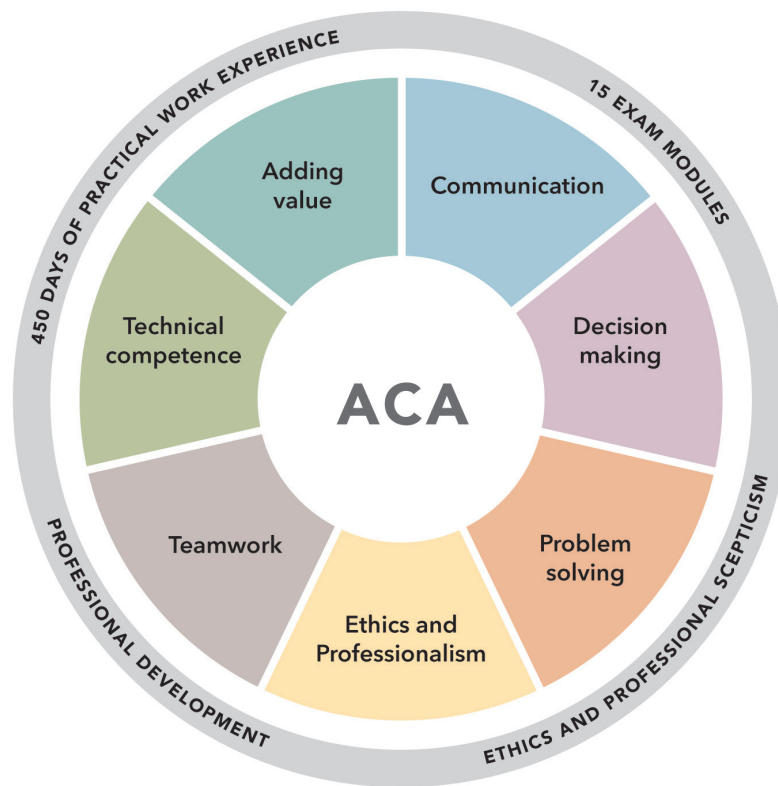 450 DAYS OF PRACTICAL WORK EXPERIENCE
15 EXAM MODULES
Adding
value
Communication
Technical
competence
Decision
making
ACA
Teamwork
Problem
solving
Ethics and
Professionalism
PROFESSIONAL DEVELOPMENT
ETHICS AND PROFESSIONAL SCEPTICISM